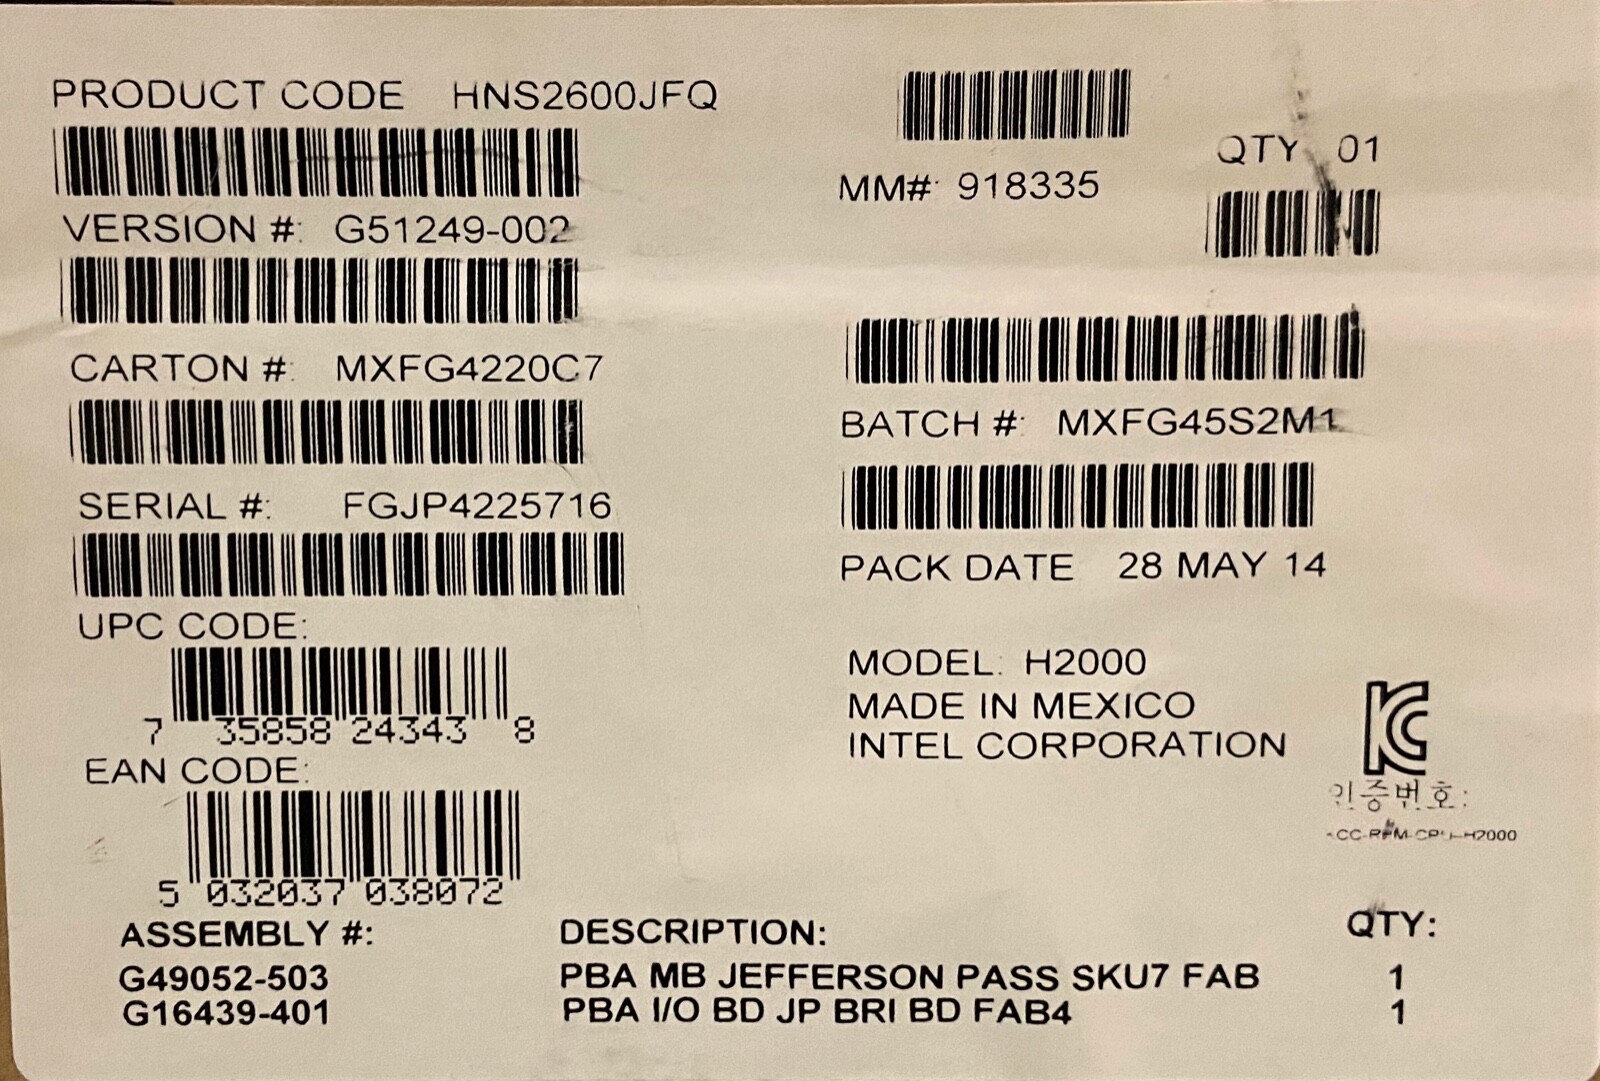 PRODUCT CODE HNS2600JFQ
VERSION #: G51249-002
CARTON #: MXFG4220C7
SERIAL #: FGJP4225716
UPC CODE:
7 35858 24343 8
EAN CODE:
5 032037 038072
MM#: 918335
QTY 01
BATCH #: MXFG45S2M1
PACK DATE 28 MAY 14
MODEL: H2000
MADE IN MEXICO
INTEL CORPORATION
인증번호:
ASSEMBLY #: DESCRIPTION: QTY:
G49052-503 PBA MB JEFFERSON PASS SKU7 FAB 1
G16439-401 PBA I/O BD JP BRI BD FAB4 1